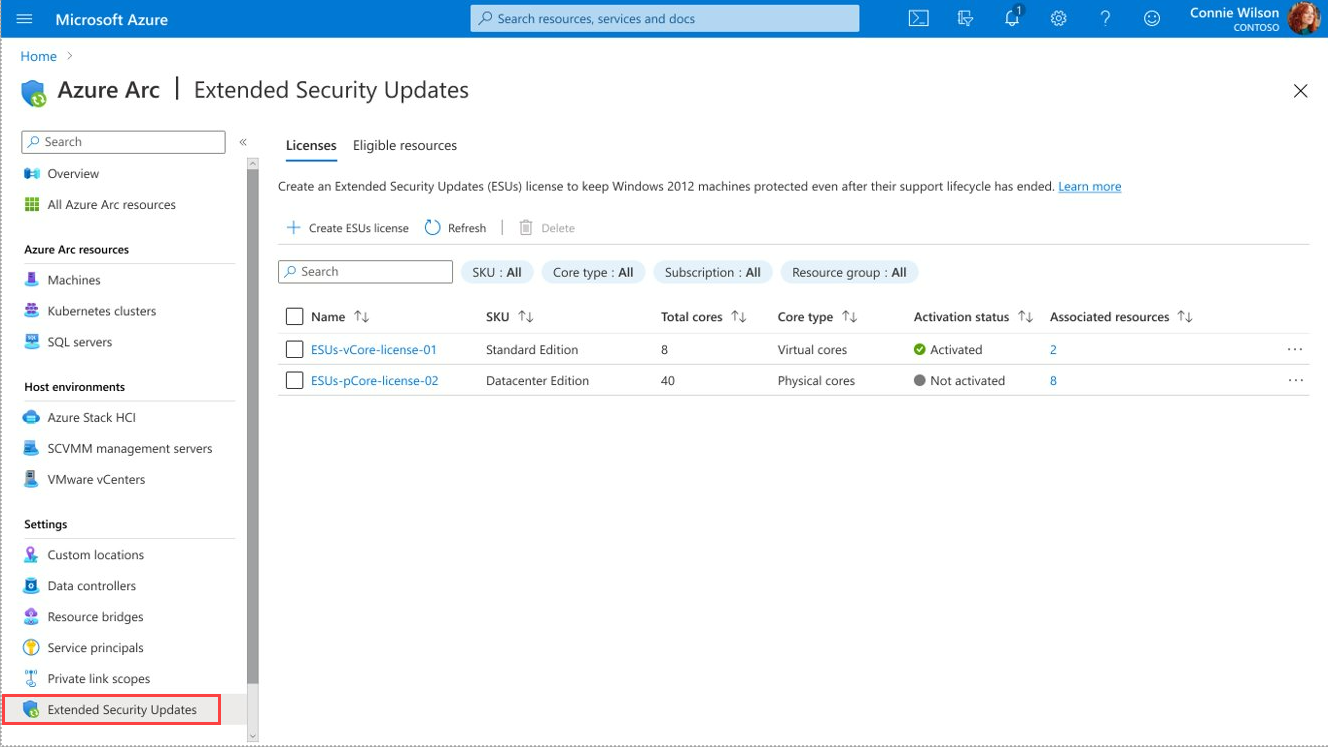 Microsoft Azure
Search resources, services and docs
1
Connie Wilson
CONTOSO
Home
Azure Arc | Extended Security Updates
Search
Overview
All Azure Arc resources
Azure Arc resources
Machines
Kubernetes clusters
SQL servers
Host environments
Azure Stack HCI
SCVMM management servers
VMware vCenters
Settings
Custom locations
Data controllers
Resource bridges
Service principals
Private link scopes
Extended Security Updates
Licenses Eligible resources
Create an Extended Security Updates (ESUs) license to keep Windows 2012 machines protected even after their support lifecycle has ended. Learn more
Create ESUs license Refresh Delete
Search SKU : All Core type : All Subscription : All Resource group : All
Name SKU Total cores Core type Activation status Associated resources
ESUs-vCore-license-01 Standard Edition 8 Virtual cores Activated 2
ESUs-pCore-license-02 Datacenter Edition 40 Physical cores Not activated 8